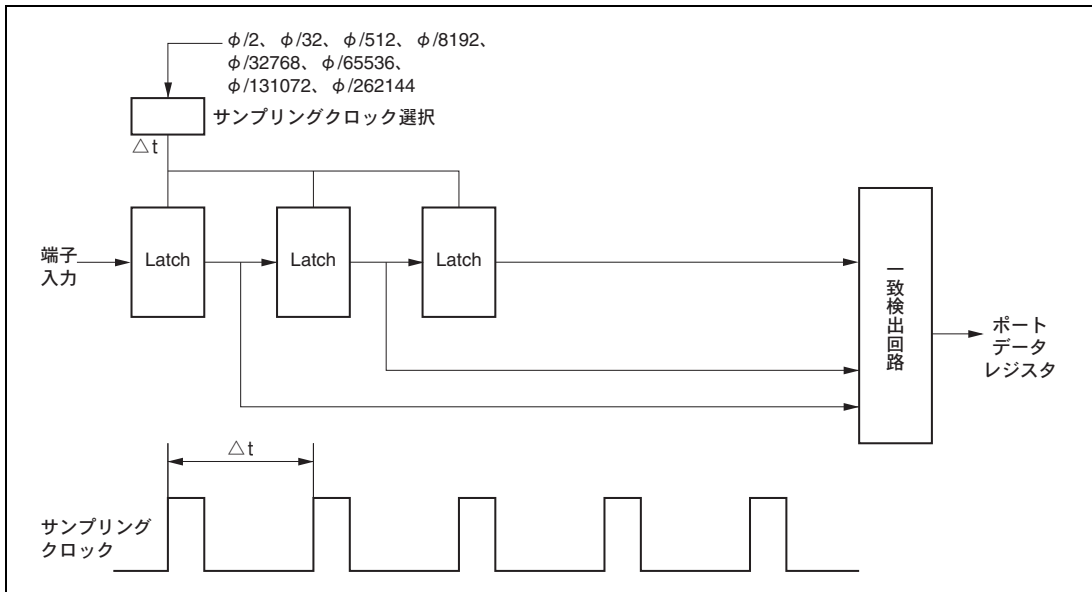 φ/2、φ/32、φ/512、φ/8192、
φ/32768、φ/65536、
φ/131072、φ/262144
サンプリングクロック選択
△t
端子
入力
Latch
Latch
Latch
一致検出回路
ポート
データ
レジスタ
△t
サンプリング
クロック